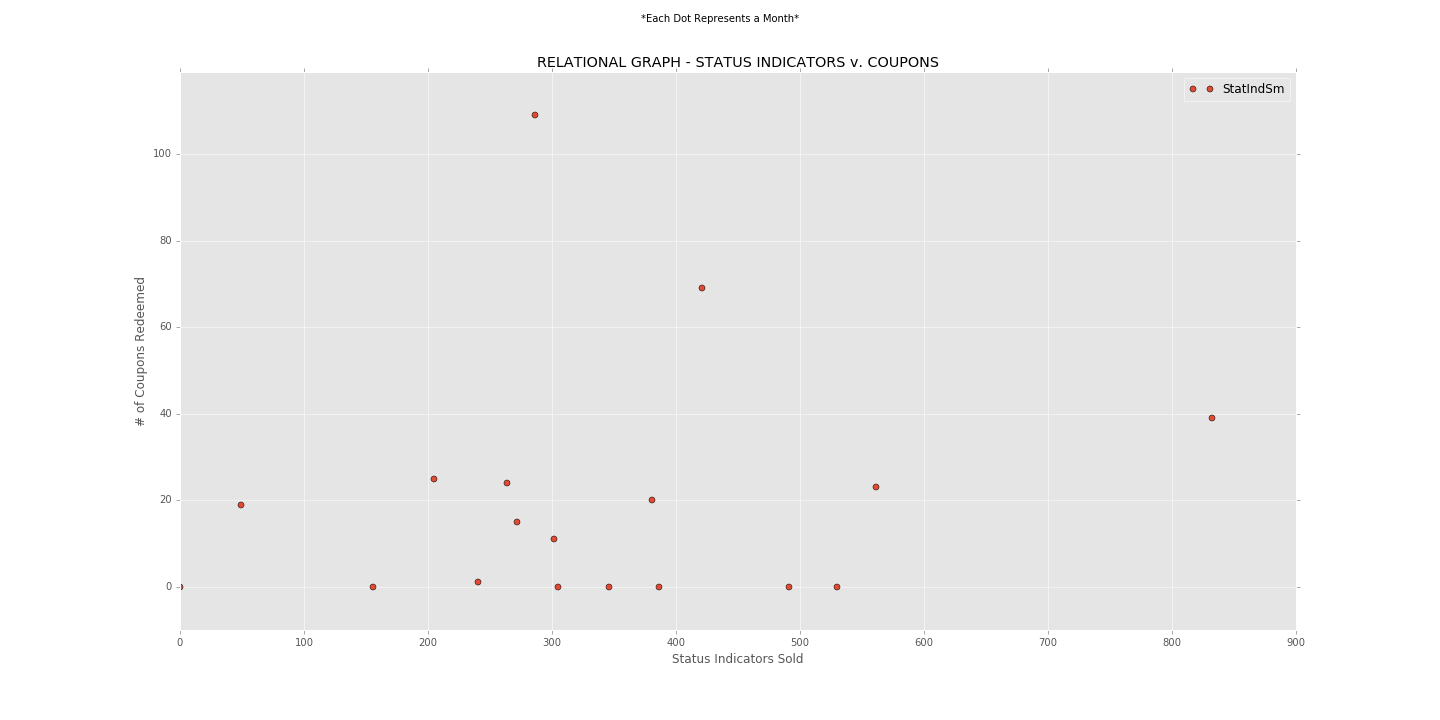 *Each Dot Represents a Month*
RELATIONAL GRAPH - STATUS INDICATORS v. COUPONS
StatIndSm
# of Coupons Redeemed
100
80
60
40
20
0
0 100 200 300 400 500 600 700 800 900
Status Indicators Sold